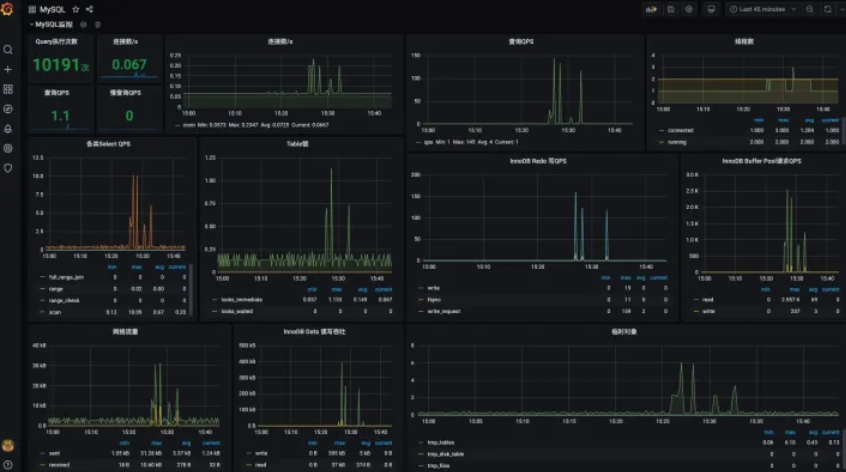 MySQL
Last 45 minutes
MySQL监控
Query执行次数
10191次
连接数/s
0.067
查询QPS
1.1
慢查询QPS
0
连接数/s
0.25
0.20
0.15
0.10
0.05
0
15:00 15:10 15:20 15:30 15:40
conn Min: 0.0573 Max: 0.2347 Avg: 0.0725 Current: 0.0667
查询QPS
150
100
50
0
15:00 15:10 15:20 15:30 15:40
qps Min: 1 Max: 145 Avg: 4 Current: 1
线程数
4
3
2
1
0
15:00 15:10 15:20 15:30 15:40
min max avg current
connected 1.000 3.000 1.204 1.000
running 2.000 2.000 2.000 2.000
各类Select QPS
12.5
10.0
7.5
5.0
2.5
0
15:00 15:10 15:20 15:30 15:40
min max avg current
full_range_join 0 0 0 0
range 0 0.02 0.00 0
range_check 0 0 0 0
scan 0.12 10.09 0.67 0.20
Table锁
1.25
1.00
0.75
0.50
0.25
0
15:00 15:10 15:20 15:30 15:40
min max avg current
locks_immediate 0.037 1.133 0.149 0.067
locks_waited 0 0 0 0
InnoDB Redo 写QPS
200
150
100
50
0
15:00 15:10 15:20 15:30 15:40
min max avg current
write 0 19 0 0
fsync 0 11 0 0
write_request 0 159 2 0
InnoDB Buffer Pool请求QPS
3.0 K
2.5 K
2.0 K
1.5 K
1.0 K
500
0
15:00 15:10 15:20 15:30 15:40
min max avg current
read 0 2.557 K 69 0
write 0 237 3 0
网络流量
40 kB
30 kB
20 kB
10 kB
0 B
15:00 15:10 15:20 15:30 15:40
min max avg current
sent 1.05 kB 31.26 kB 3.37 kB 1.24 kB
received 18 B 10.60 kB 278 B 33 B
InnoDB Data 读写吞吐
500 kB
400 kB
300 kB
200 kB
100 kB
0 B
15:00 15:10 15:20 15:30 15:40
min max avg current
write 0 B 395 kB 5 kB 0 B
read 0 B 37 kB 374 B 0 B
临时对象
8
6
4
2
0
15:00 15:05 15:10 15:15 15:20 15:25 15:30 15:35 15:40
min max avg current
tmp_tables 0.06 6.10 0.43 0.13
tmp_disk_table 0 0 0 0
tmp_files 0 0 0 0